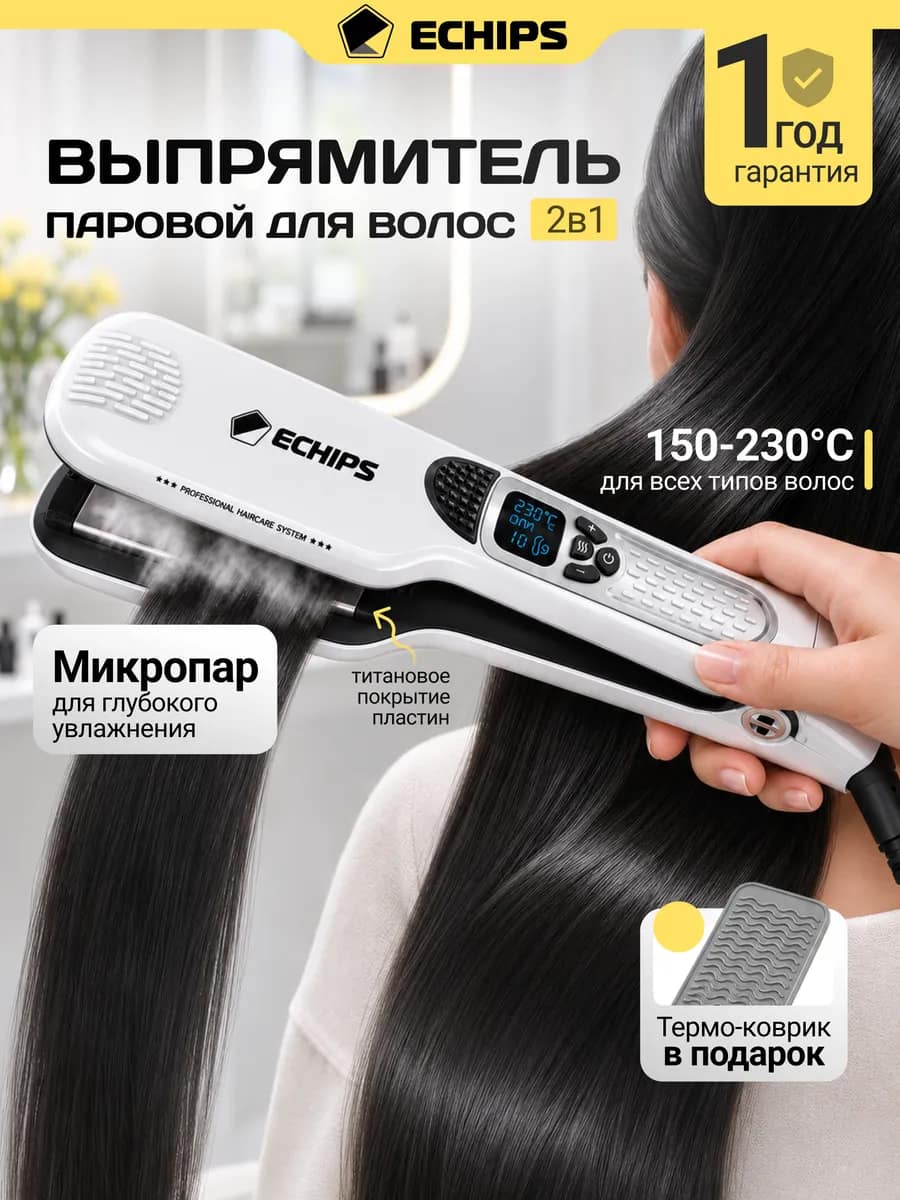 ECHIPS
1 год
гарантия
ВЫПРЯМИТЕЛЬ
ПАРОВОЙ ДЛЯ ВОЛОС 2в1
150-230°C
для всех типов волос
ECHIPS
★★★ PROFESSIONAL HAIRCARE SYSTEM ★★★
230°C
10
+
-
Микропар
для глубокого
увлажнения
титановое
покрытие
пластин
Термо-коврик
в подарок